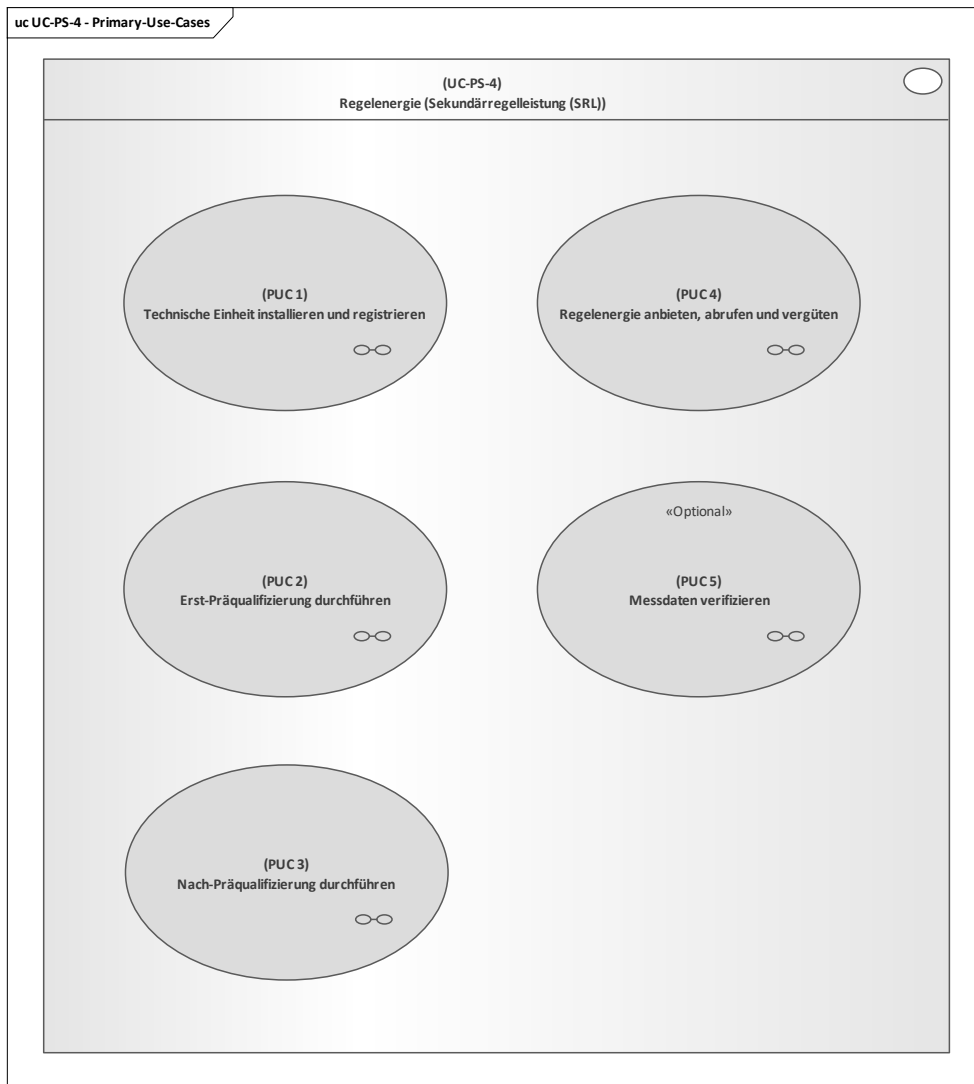 uc UC-PS-4 - Primary-Use-Cases
(UC-PS-4)
Regelenergie (Sekundärregelleistung (SRL))
(PUC 1)
Technische Einheit installieren und registrieren
(PUC 4)
Regelenergie anbieten, abrufen und vergüten
(PUC 2)
Erst-Präqualifizierung durchführen
«Optional»
(PUC 5)
Messdaten verifizieren
(PUC 3)
Nach-Präqualifizierung durchführen